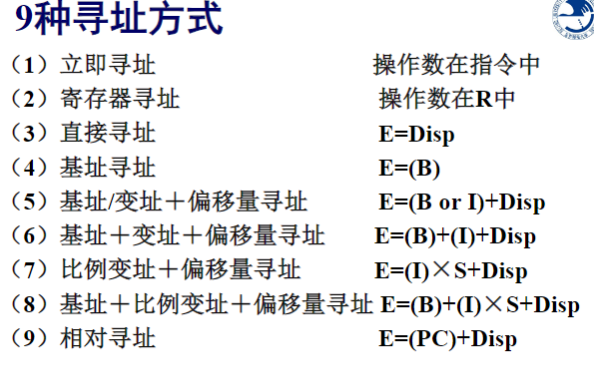 9种寻址方式
（1）立即寻址 操作数在指令中
（2）寄存器寻址 操作数在R中
（3）直接寻址 E=Disp
（4）基址寻址 E=(B)
（5）基址/变址＋偏移量寻址 E=(B or I)+Disp
（6）基址＋变址＋偏移量寻址 E=(B)+(I)+Disp
（7）比例变址＋偏移量寻址 E=(I)×S+Disp
（8）基址＋比例变址＋偏移量寻址 E=(B)+(I)×S+Disp
（9）相对寻址 E=(PC)+Disp